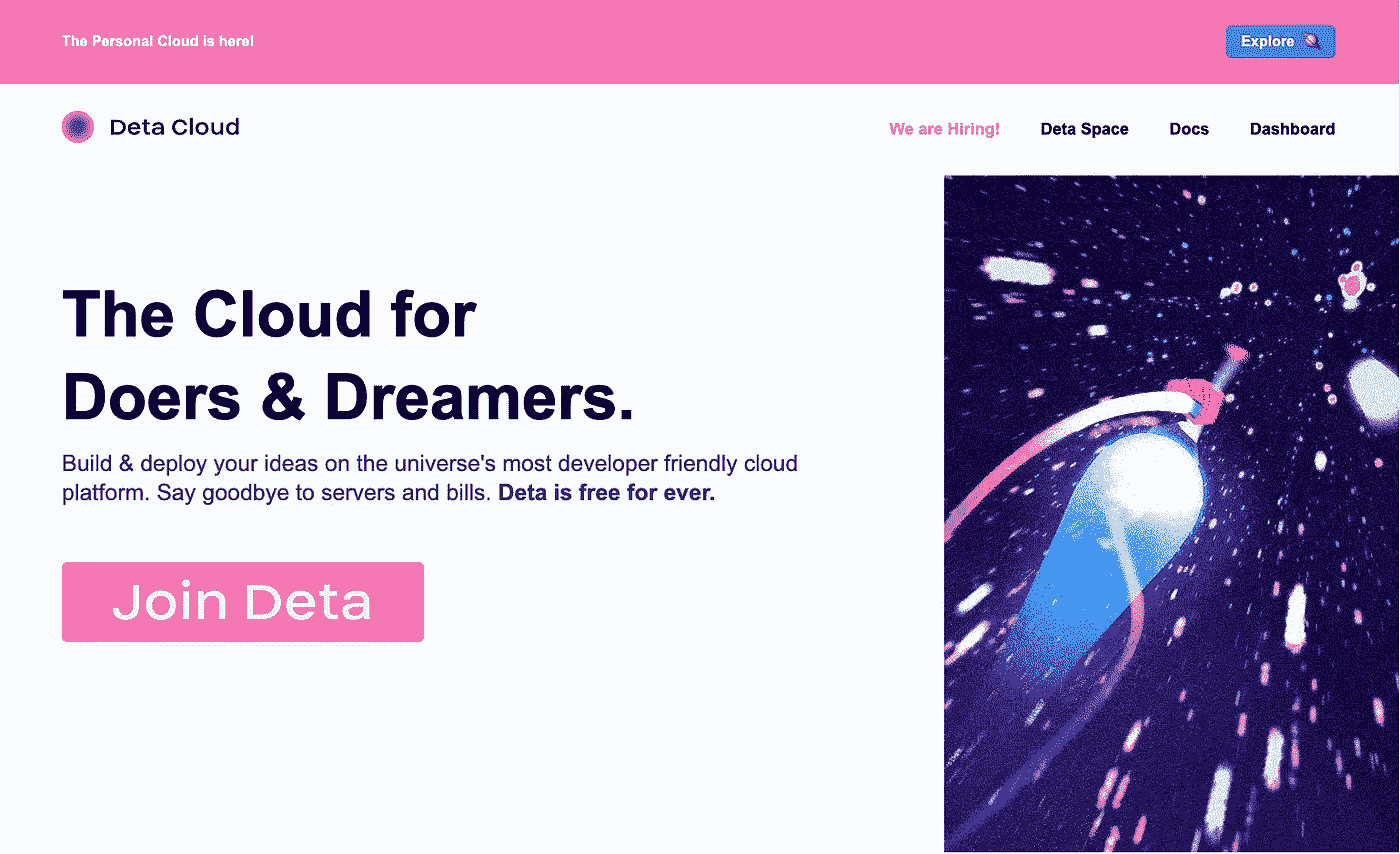 The Personal Cloud is here!
Explore
Deta Cloud
We are Hiring!
Deta Space
Docs
Dashboard
The Cloud for
Doers & Dreamers.
Build & deploy your ideas on the universe's most developer friendly cloud
platform. Say goodbye to servers and bills. Deta is free for ever.
Join Deta